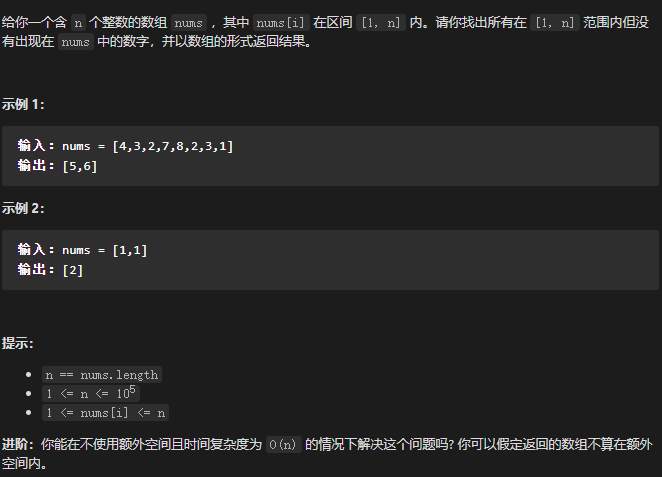 给你一个含 n 个整数的数组 nums ，其中 nums[i] 在区间 [1, n] 内。请你找出所有在 [1, n] 范围内但没
有出现在 nums 中的数字，并以数组的形式返回结果。
示例 1：
输入：nums = [4,3,2,7,8,2,3,1]
输出：[5,6]
示例 2：
输入：nums = [1,1]
输出：[2]
提示：
• n == nums.length
• 1 <= n <= 10⁵
• 1 <= nums[i] <= n
进阶：你能在不使用额外空间且时间复杂度为 O(n) 的情况下解决这个问题吗? 你可以假定返回的数组不算在额外
空间内。